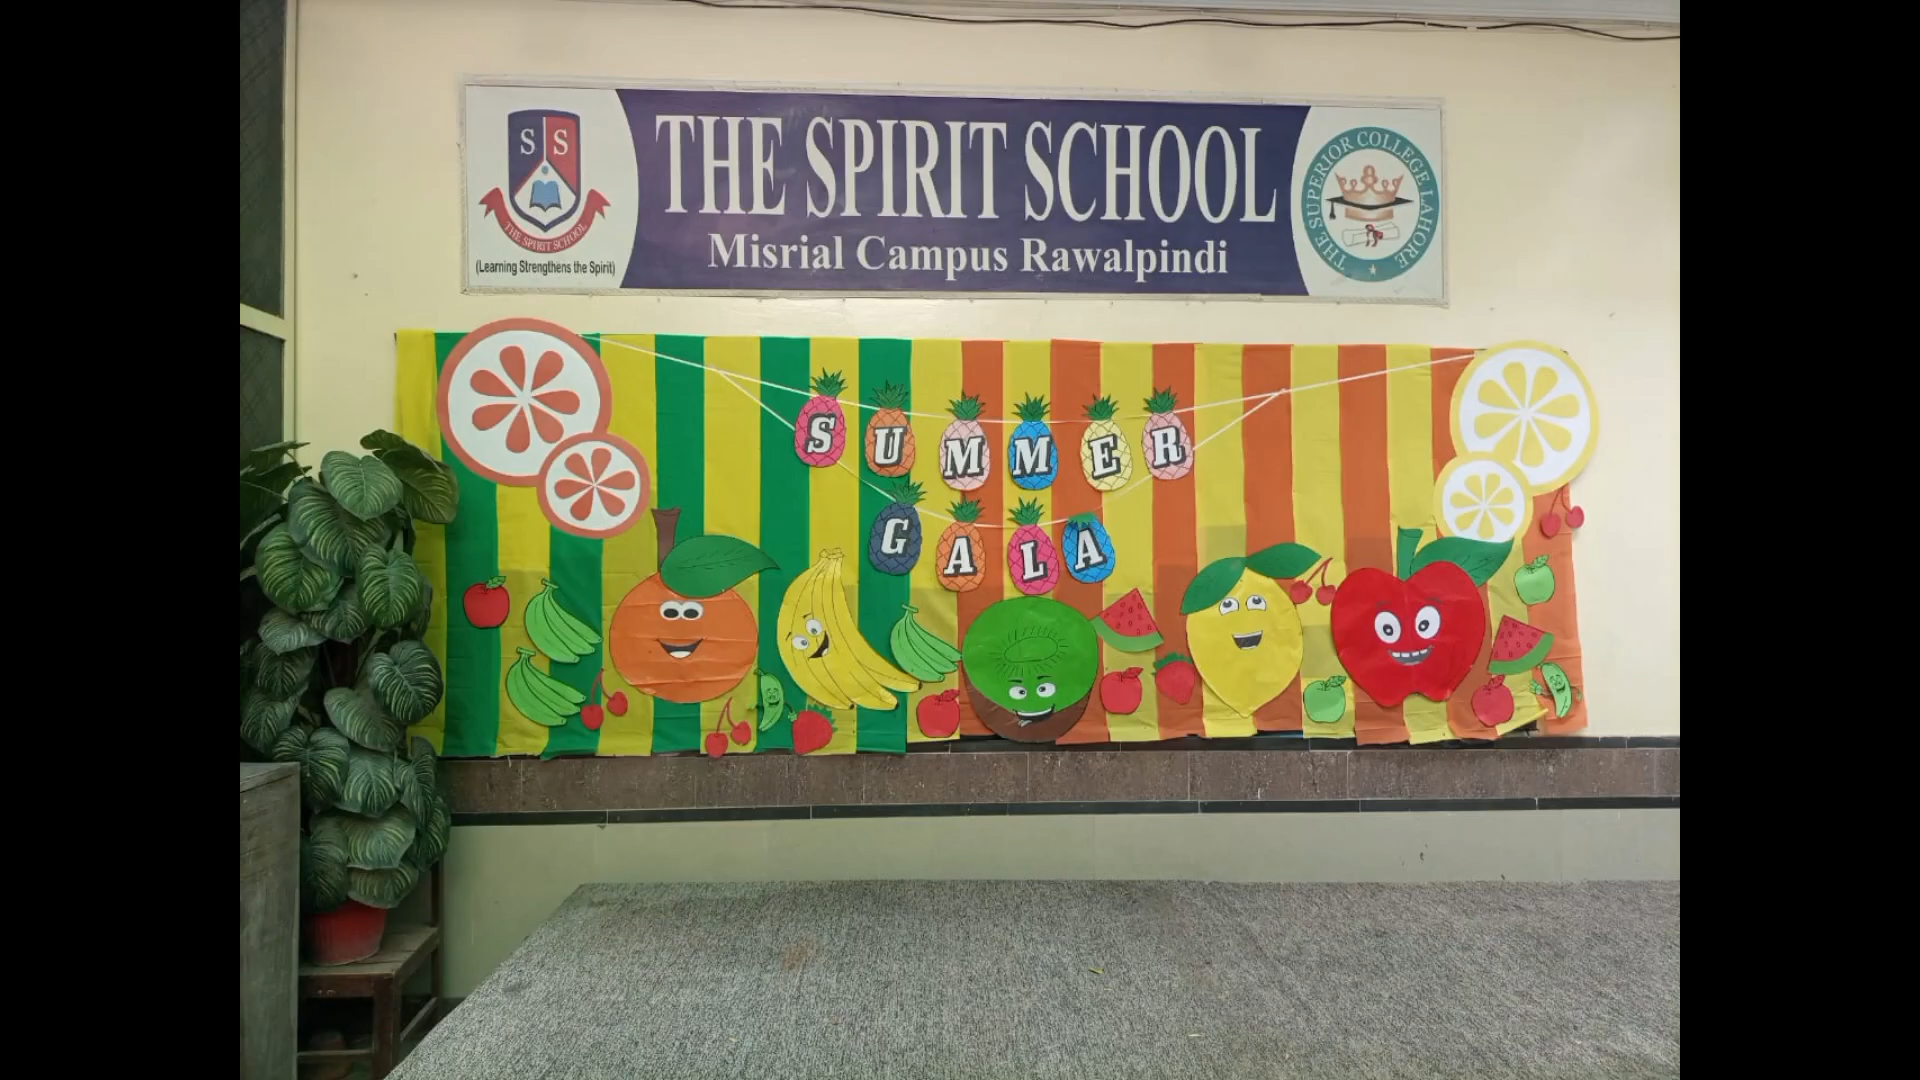 S S
THE SPIRIT SCHOOL
(Learning Strengthens the Spirit)
THE SPIRIT SCHOOL
Misrial Campus Rawalpindi
THE SUPERIOR COLLEGE LAHORE
SUMMER
GALA